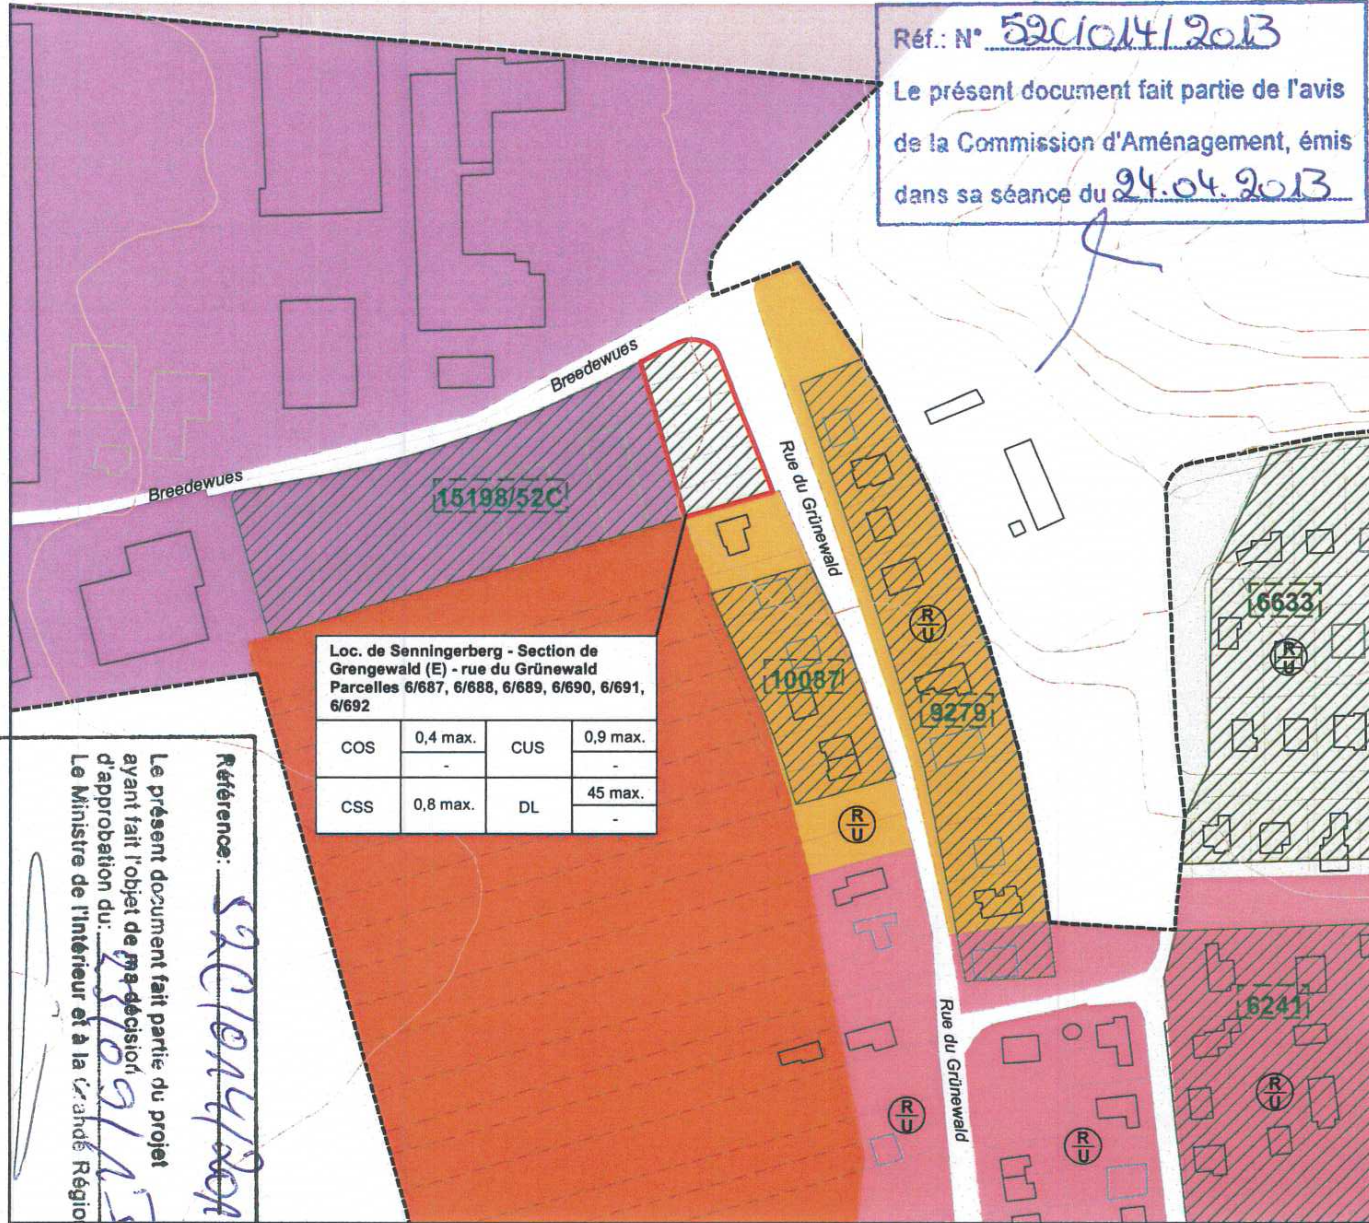 Réf.: N° 52C/014/2013
Le présent document fait partie de l'avis
de la Commission d'Aménagement, émis
dans sa séance du 24.04.2013
Breedewues
Breedewues
15198/52C
Rue du Grünewald
R
U
6633
R
U
10087
9279
R
U
Loc. de Senningerberg - Section de
Grengewald (E) - rue du Grünewald
Parcelles 6/687, 6/688, 6/689, 6/690, 6/691,
6/692
COS 0,4 max. CUS 0,9 max.
- -
CSS 0,8 max. DL 45 max.
-
Rue du Grünewald
R
U
R
U
6241
R
U
Référence: 52C/014/
Le présent document fait partie du projet
ayant fait l'objet de ma décision
d'approbation du:
Le Ministre de l'Intérieur et à la Grande Région